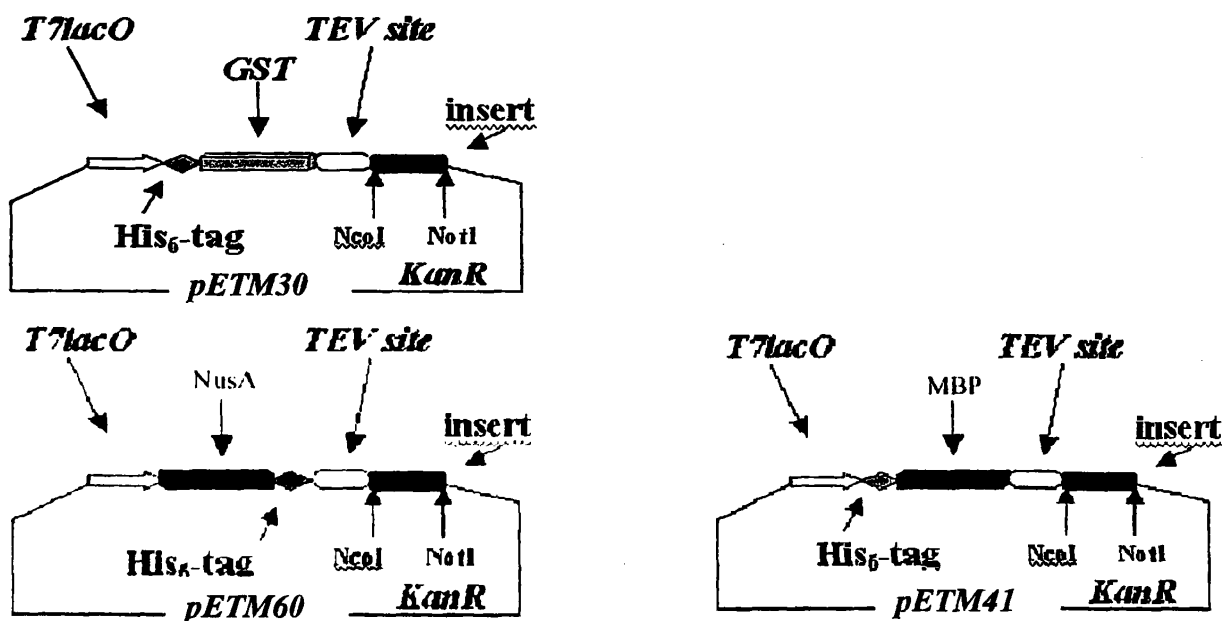 T7lacO TEV site
GST
insert
His6-tag NcoI NotI
pETM30 KanR
T7lacO TEV site
NusA
insert
His6-tag NcoI NotI
pETM60 KanR
T7lacO TEV site
MBP
insert
His6-tag NcoI NotI
pETM41 KanR